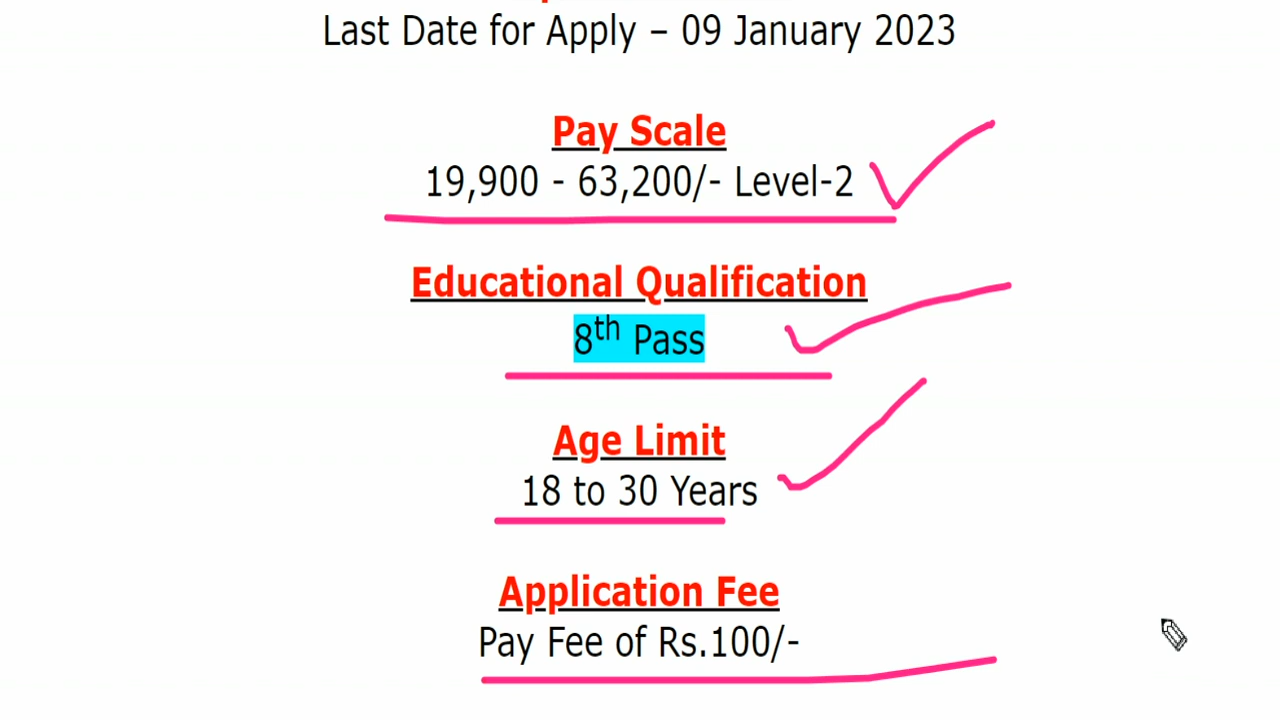 Last Date for Apply – 09 January 2023
Pay Scale
19,900 - 63,200/- Level-2
Educational Qualification
8th Pass
Age Limit
18 to 30 Years
Application Fee
Pay Fee of Rs.100/-